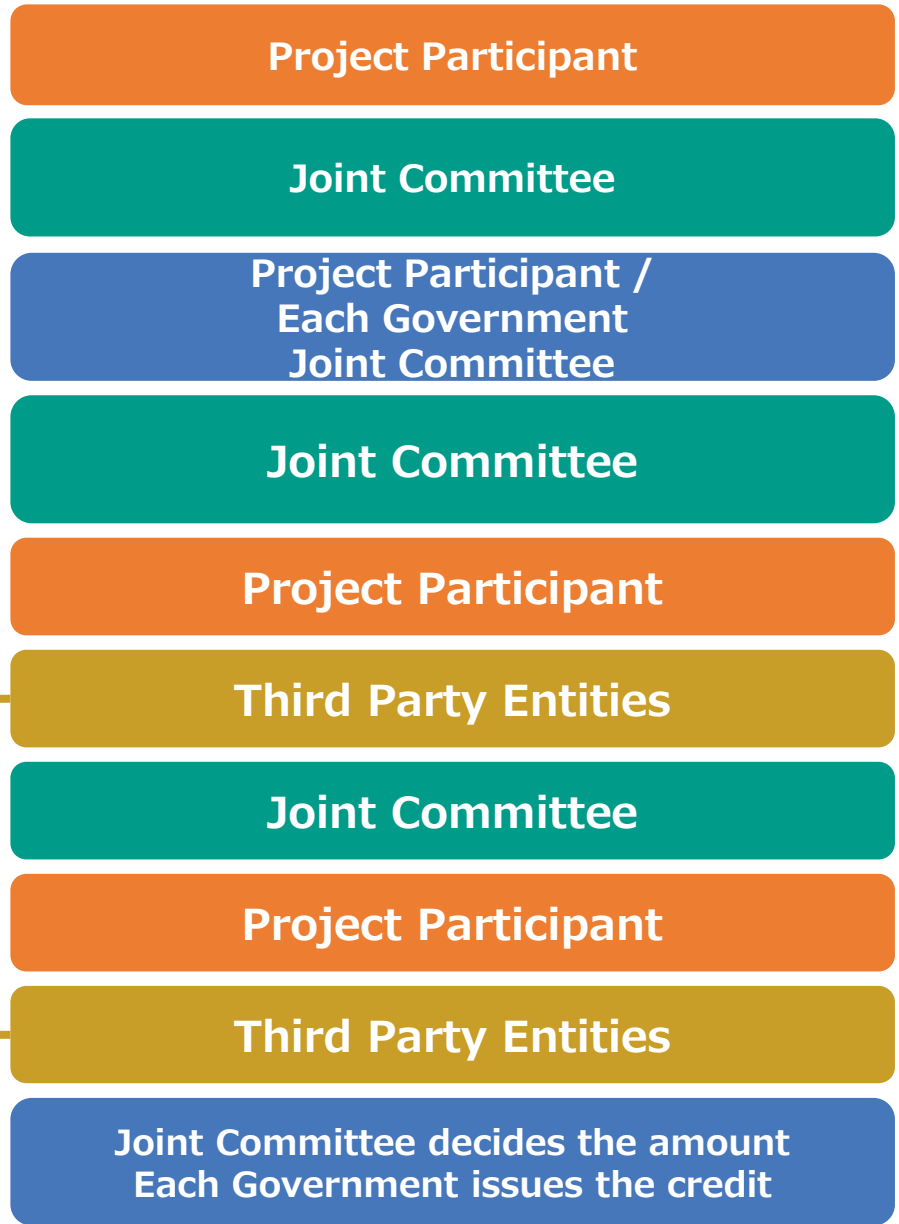 Project Participant
Joint Committee
Project Participant /
Each Government
Joint Committee
Joint Committee
Project Participant
Third Party Entities
Joint Committee
Project Participant
Third Party Entities
Joint Committee decides the amount
Each Government issues the credit